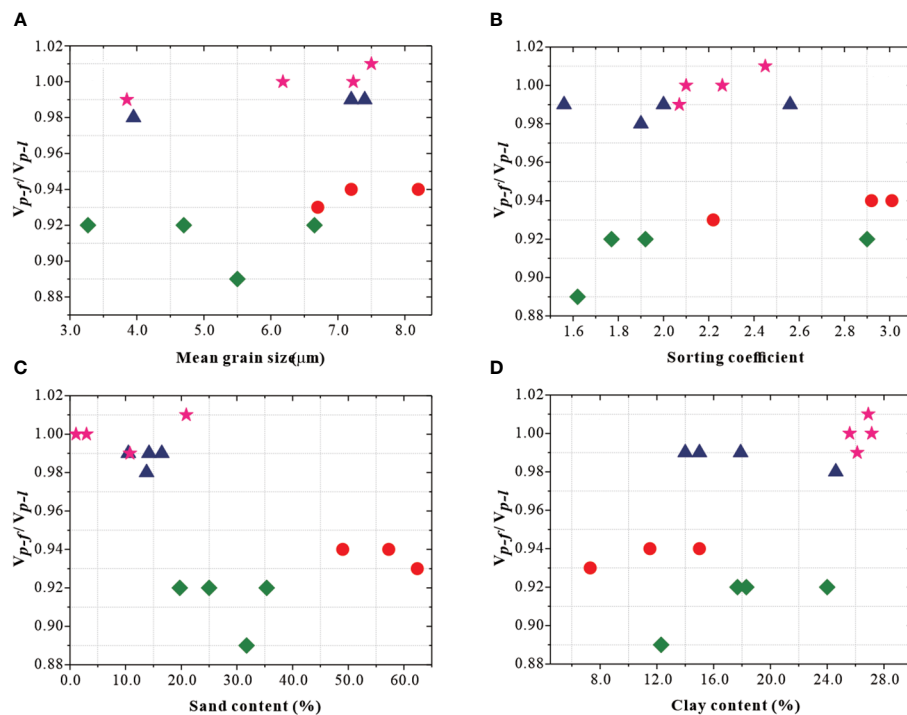 A
1.02
1.00
0.98
0.96
0.94
0.92
0.90
0.88
Vp-f/Vp-l
3.0 4.0 5.0 6.0 7.0 8.0
Mean grain size(μm)
B
1.02
1.00
0.98
0.96
0.94
0.92
0.90
0.88
Vp-f/Vp-l
1.6 1.8 2.0 2.2 2.4 2.6 2.8 3.0
Sorting coefficient
C
1.02
1.00
0.98
0.96
0.94
0.92
0.90
0.88
Vp-f/Vp-l
0.0 10.0 20.0 30.0 40.0 50.0 60.0
Sand content (%)
D
1.02
1.00
0.98
0.96
0.94
0.92
0.90
0.88
Vp-f/Vp-l
8.0 12.0 16.0 20.0 24.0 28.0
Clay content (%)